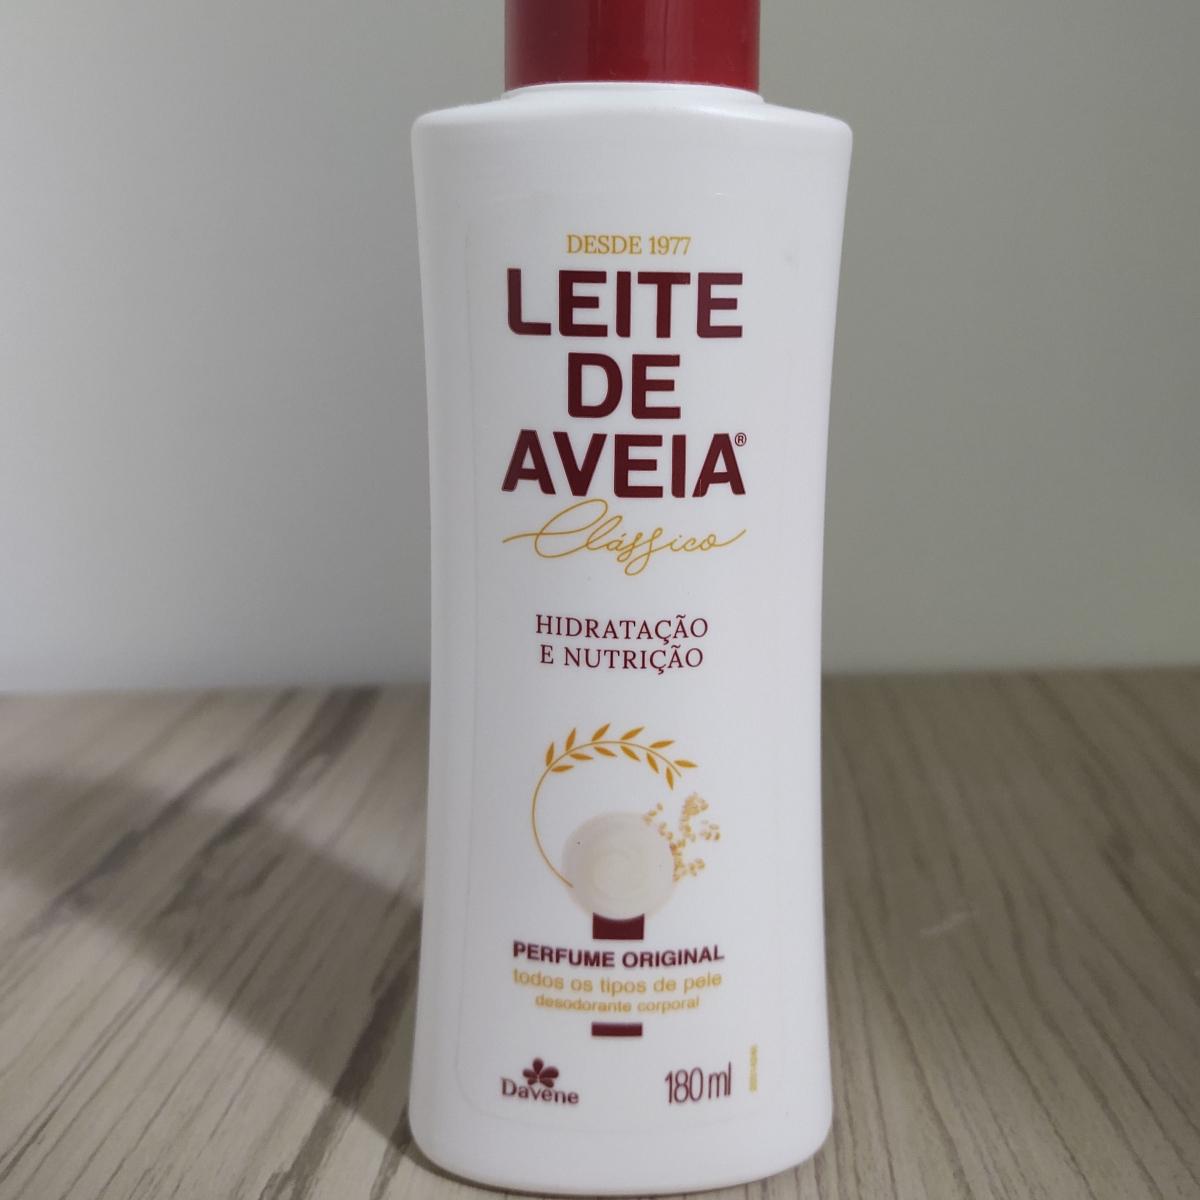 DESDE 1977
LEITE
DE
AVEIA®
Clássico
HIDRATAÇÃO
E NUTRIÇÃO
PERFUME ORIGINAL
todos os tipos de pele
desodorante corporal
Davene
180 ml